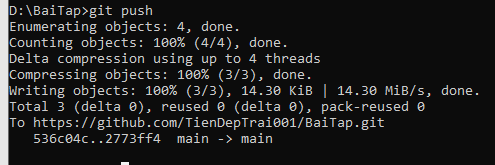 D:\BaiTap>git push
Enumerating objects: 4, done.
Counting objects: 100% (4/4), done.
Delta compression using up to 4 threads
Compressing objects: 100% (3/3), done.
Writing objects: 100% (3/3), 14.30 KiB | 14.30 MiB/s, done.
Total 3 (delta 0), reused 0 (delta 0), pack-reused 0
To https://github.com/TienDepTrai001/BaiTap.git
   536c04c..2773ff4  main -> main